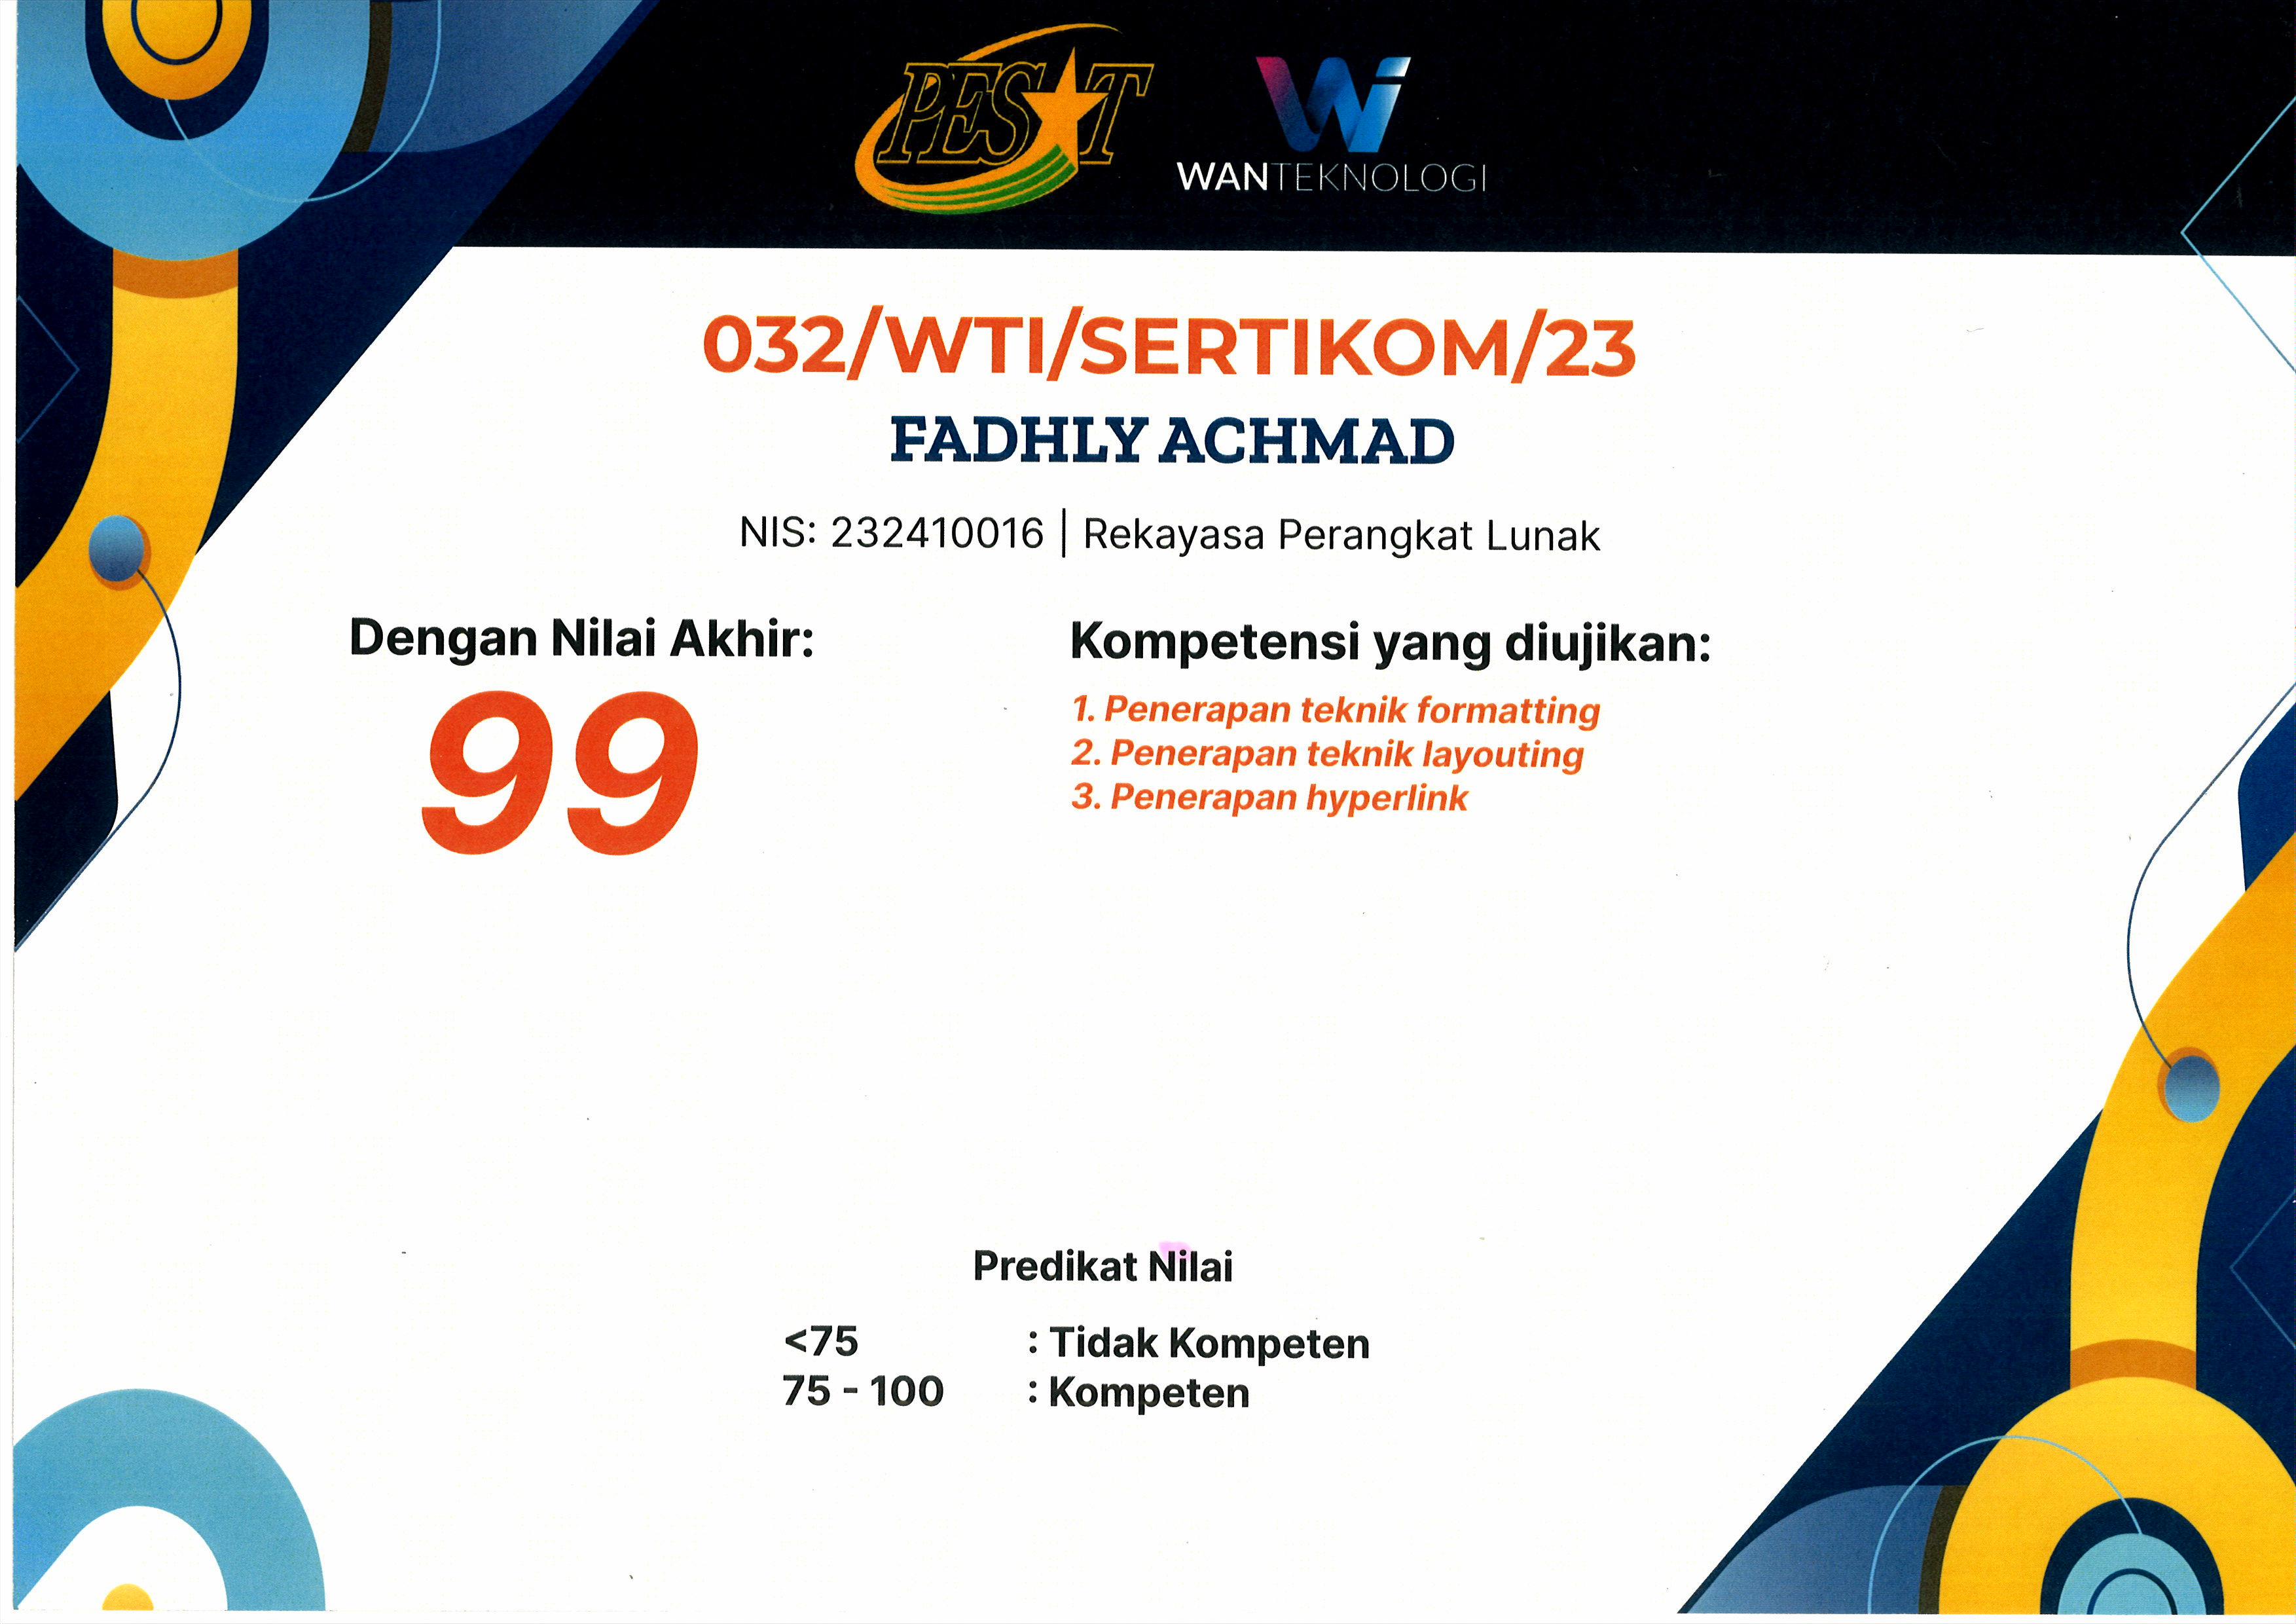 PESAT
Wi
WANTEKNOLOGI
032/WTI/SERTIKOM/23
FADHLY ACHMAD
NIS: 232410016 | Rekayasa Perangkat Lunak
Dengan Nilai Akhir:
99
Kompetensi yang diujikan:
1. Penerapan teknik formatting
2. Penerapan teknik layouting
3. Penerapan hyperlink
Predikat Nilai
<75 : Tidak Kompeten
75 - 100 : Kompeten